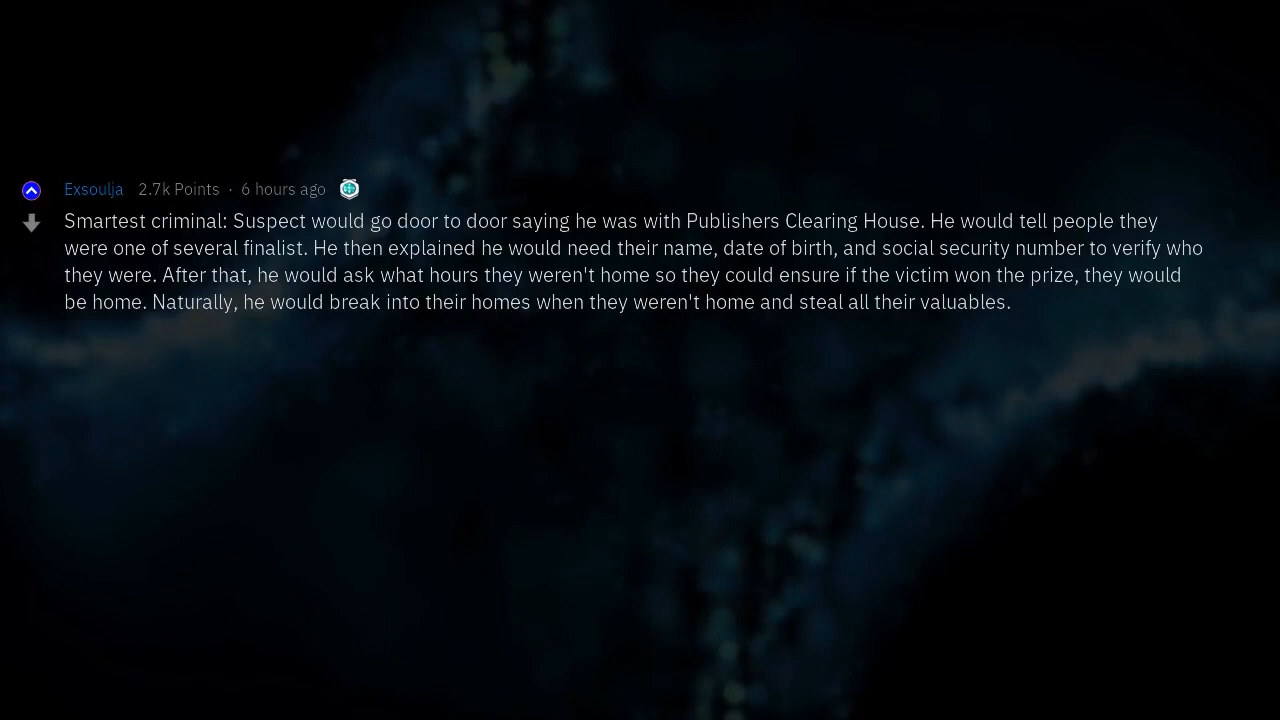 Exsoulja 2.7k Points · 6 hours ago
Smartest criminal: Suspect would go door to door saying he was with Publishers Clearing House. He would tell people they
were one of several finalist. He then explained he would need their name, date of birth, and social security number to verify who
they were. After that, he would ask what hours they weren't home so they could ensure if the victim won the prize, they would
be home. Naturally, he would break into their homes when they weren't home and steal all their valuables.